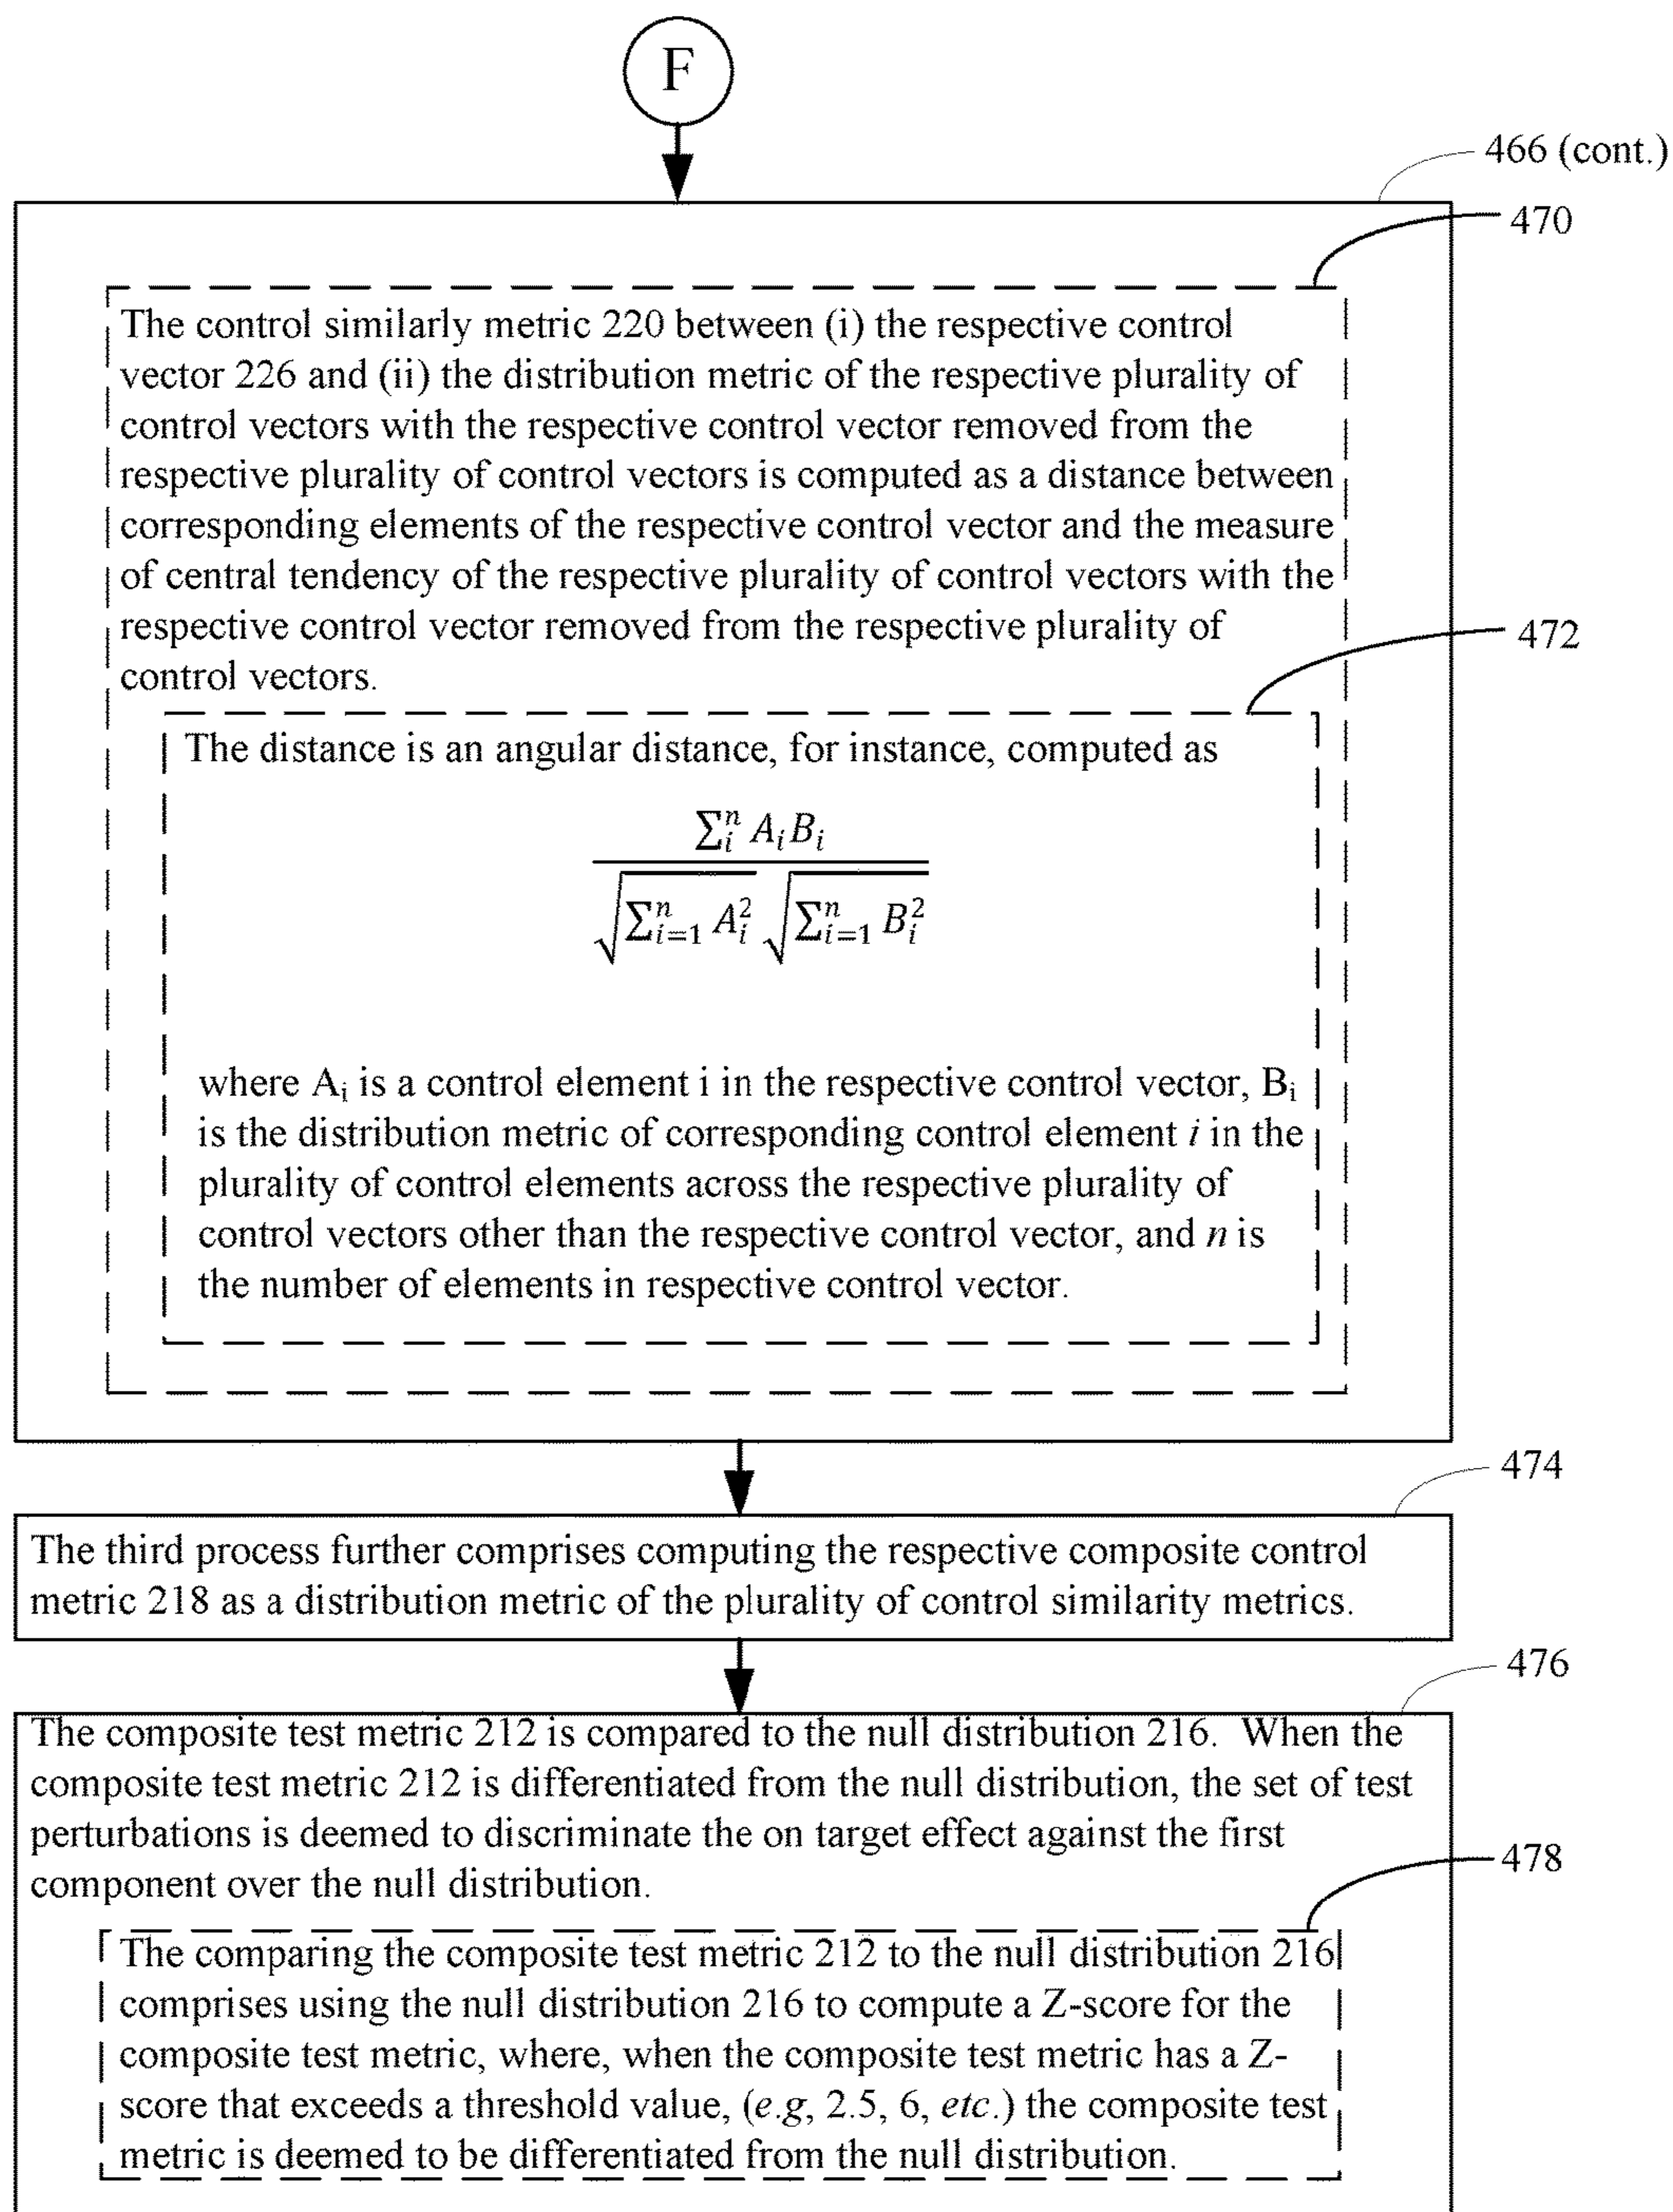 F
466 (cont.)
470
The control similarly metric 220 between (i) the respective control
vector 226 and (ii) the distribution metric of the respective plurality of
control vectors with the respective control vector removed from the
respective plurality of control vectors is computed as a distance between
corresponding elements of the respective control vector and the measure
of central tendency of the respective plurality of control vectors with the
respective control vector removed from the respective plurality of
control vectors.
472
The distance is an angular distance, for instance, computed as
∑ᵢⁿ AᵢBᵢ
√∑ᵢ₌₁ⁿ Aᵢ² √∑ᵢ₌₁ⁿ Bᵢ²
where Aᵢ is a control element i in the respective control vector, Bᵢ
is the distribution metric of corresponding control element i in the
plurality of control elements across the respective plurality of
control vectors other than the respective control vector, and n is
the number of elements in respective control vector.
474
The third process further comprises computing the respective composite control
metric 218 as a distribution metric of the plurality of control similarity metrics.
476
The composite test metric 212 is compared to the null distribution 216. When the
composite test metric 212 is differentiated from the null distribution, the set of test
perturbations is deemed to discriminate the on target effect against the first
component over the null distribution.
478
The comparing the composite test metric 212 to the null distribution 216
comprises using the null distribution 216 to compute a Z-score for the
composite test metric, where, when the composite test metric has a Z-
score that exceeds a threshold value, (e.g, 2.5, 6, etc.) the composite test
metric is deemed to be differentiated from the null distribution.